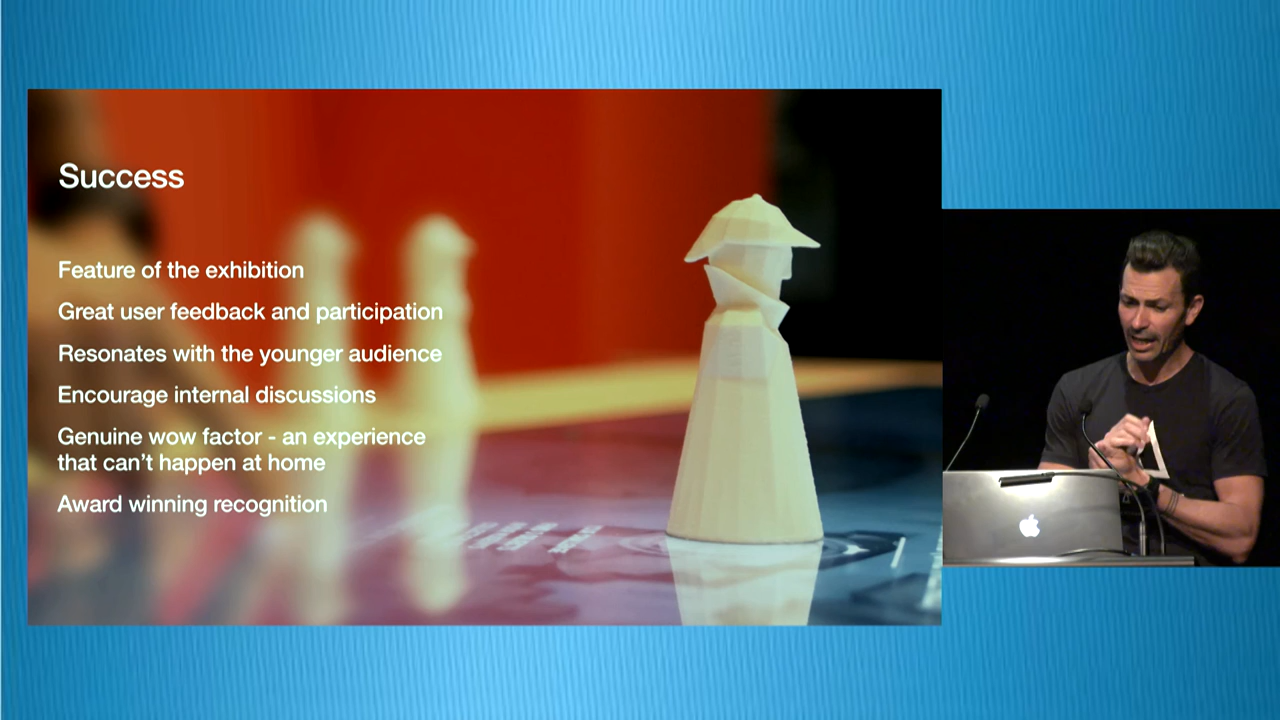 Success
Feature of the exhibition
Great user feedback and participation
Resonates with the younger audience
Encourage internal discussions
Genuine wow factor - an experience
that can't happen at home
Award winning recognition